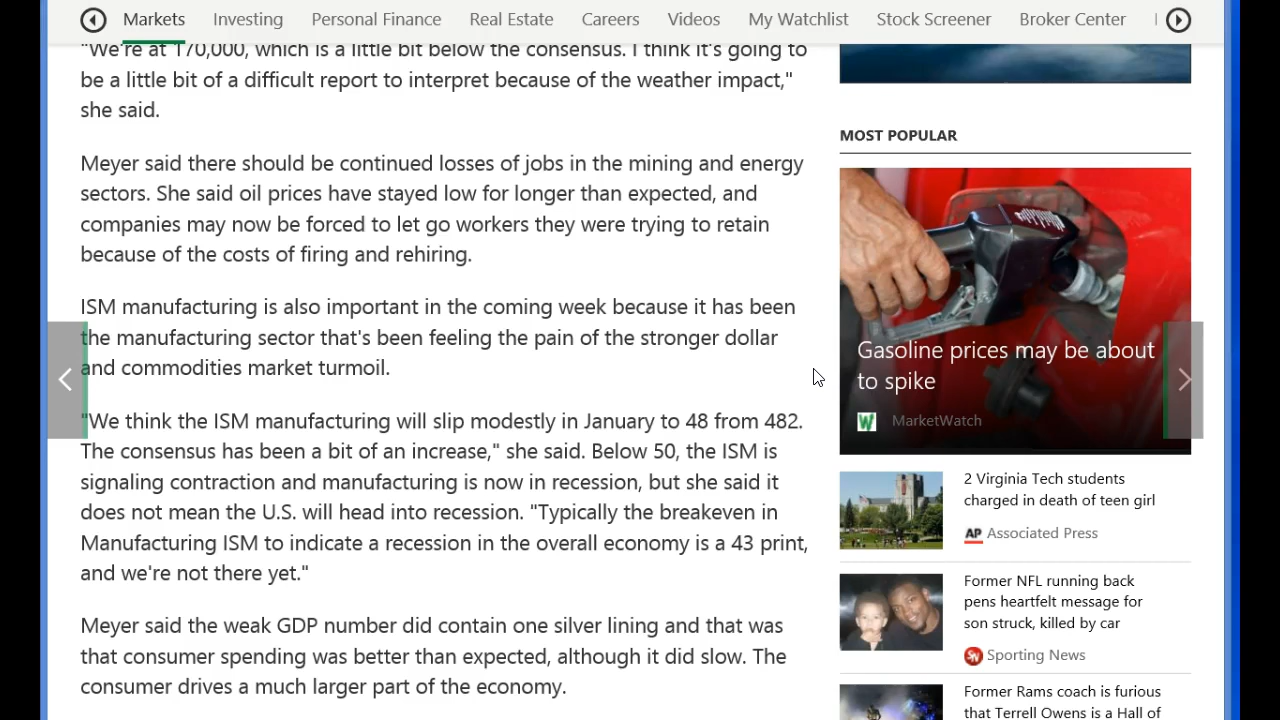 Markets Investing Personal Finance Real Estate Careers Videos My Watchlist Stock Screener Broker Center
"We're at 170,000, which is a little bit below the consensus. I think it's going to
be a little bit of a difficult report to interpret because of the weather impact,"
she said.
Meyer said there should be continued losses of jobs in the mining and energy
sectors. She said oil prices have stayed low for longer than expected, and
companies may now be forced to let go workers they were trying to retain
because of the costs of firing and rehiring.
ISM manufacturing is also important in the coming week because it has been
the manufacturing sector that's been feeling the pain of the stronger dollar
and commodities market turmoil.
"We think the ISM manufacturing will slip modestly in January to 48 from 482.
The consensus has been a bit of an increase," she said. Below 50, the ISM is
signaling contraction and manufacturing is now in recession, but she said it
does not mean the U.S. will head into recession. "Typically the breakeven in
Manufacturing ISM to indicate a recession in the overall economy is a 43 print,
and we're not there yet."
Meyer said the weak GDP number did contain one silver lining and that was
that consumer spending was better than expected, although it did slow. The
consumer drives a much larger part of the economy.
MOST POPULAR
Gasoline prices may be about
to spike
W MarketWatch
2 Virginia Tech students
charged in death of teen girl
AP Associated Press
Former NFL running back
pens heartfelt message for
son struck, killed by car
SN Sporting News
Former Rams coach is furious
that Terrell Owens is a Hall of